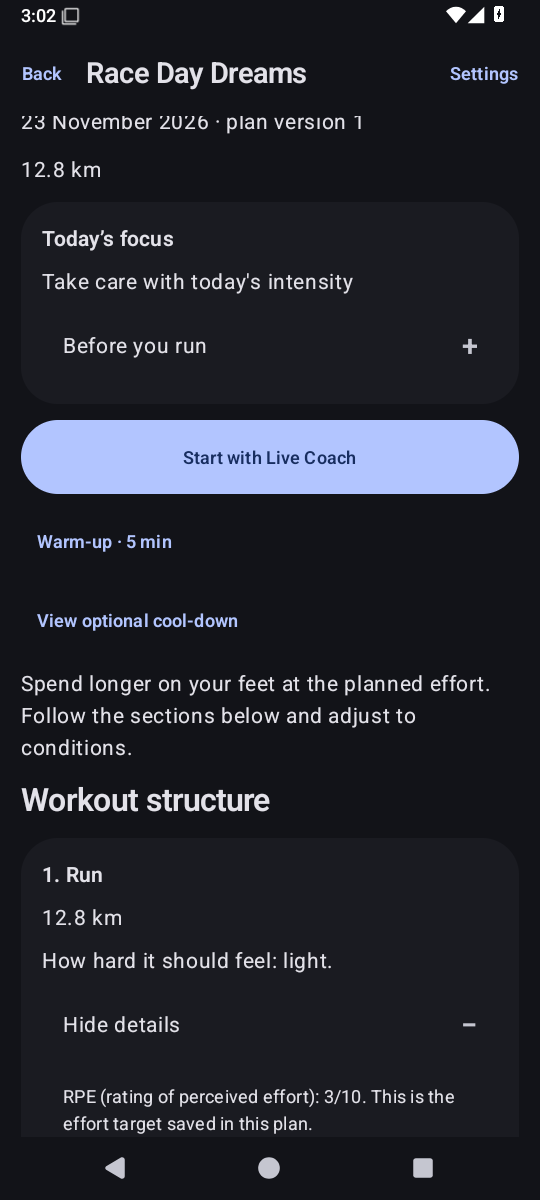 3:02
Back
Race Day Dreams
Settings
23 November 2026 · plan version 1
12.8 km
Today’s focus
Take care with today's intensity
Before you run +
Start with Live Coach
Warm-up · 5 min
View optional cool-down
Spend longer on your feet at the planned effort.
Follow the sections below and adjust to
conditions.
Workout structure
1. Run
12.8 km
How hard it should feel: light.
Hide details −
RPE (rating of perceived effort): 3/10. This is the
effort target saved in this plan.